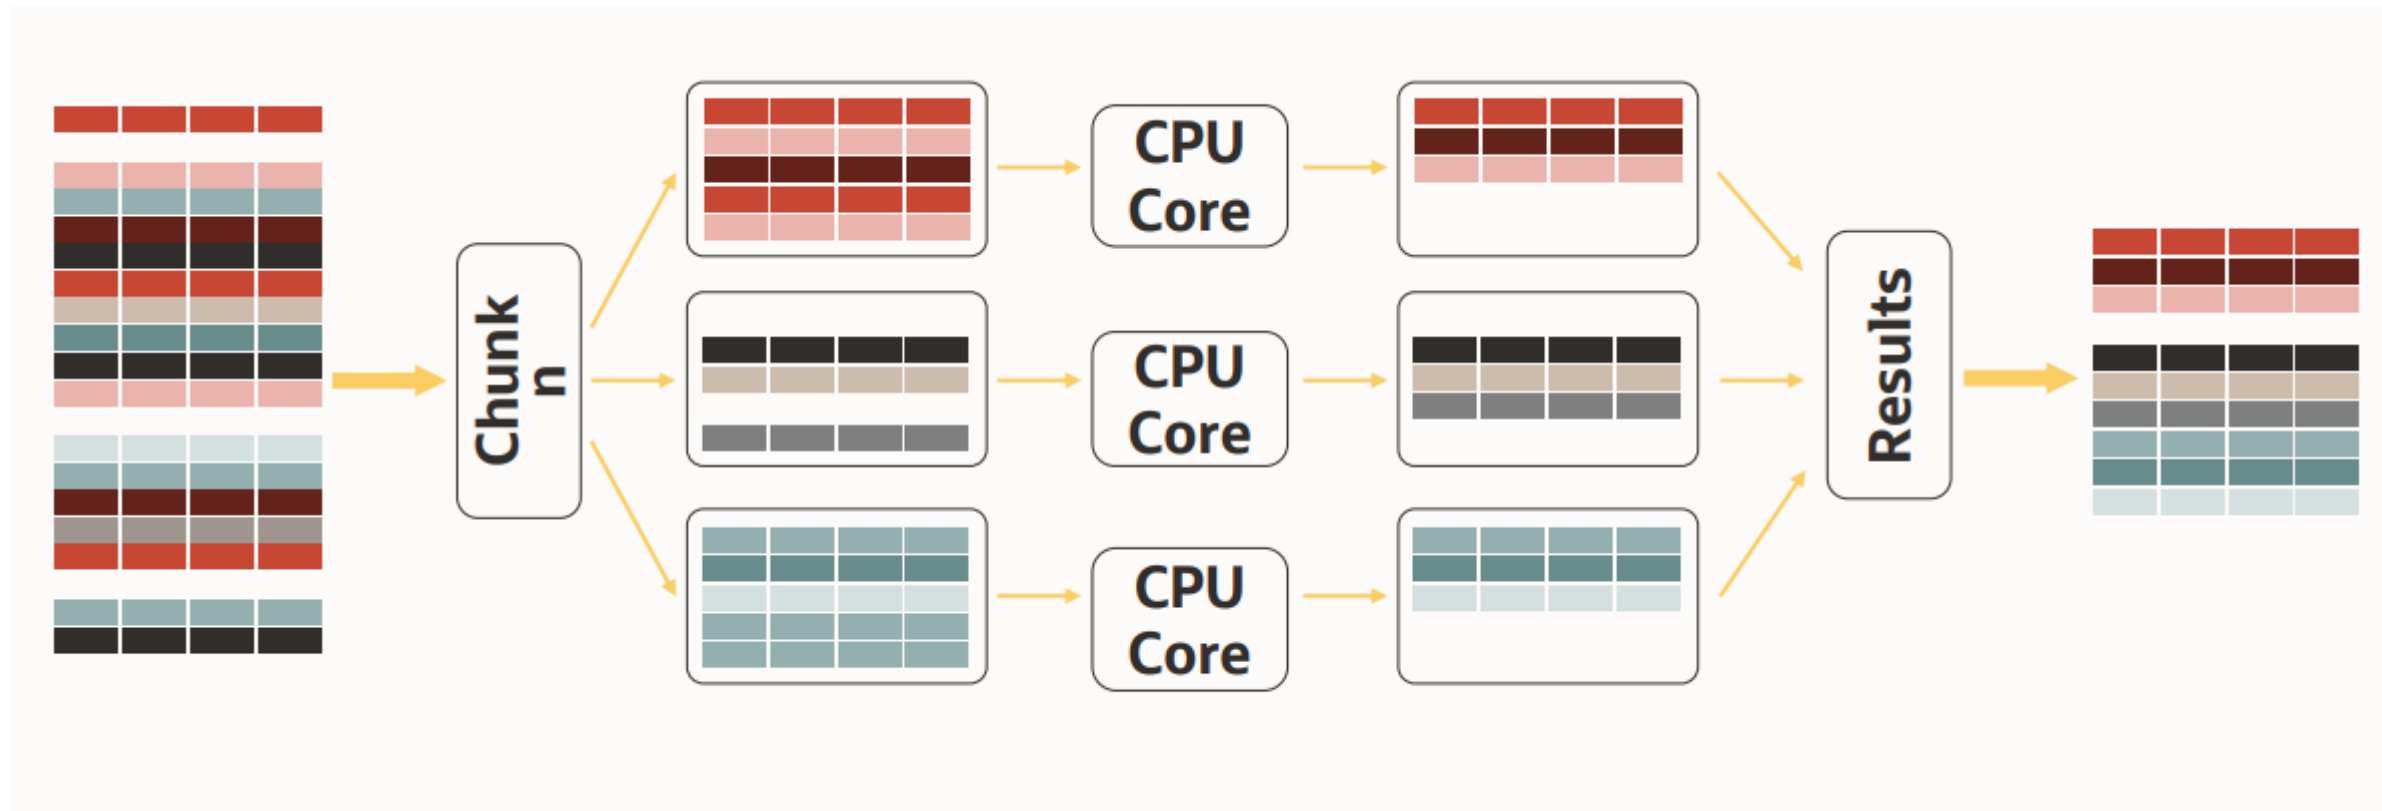 Chunk
n
CPU
Core
CPU
Core
CPU
Core
Results